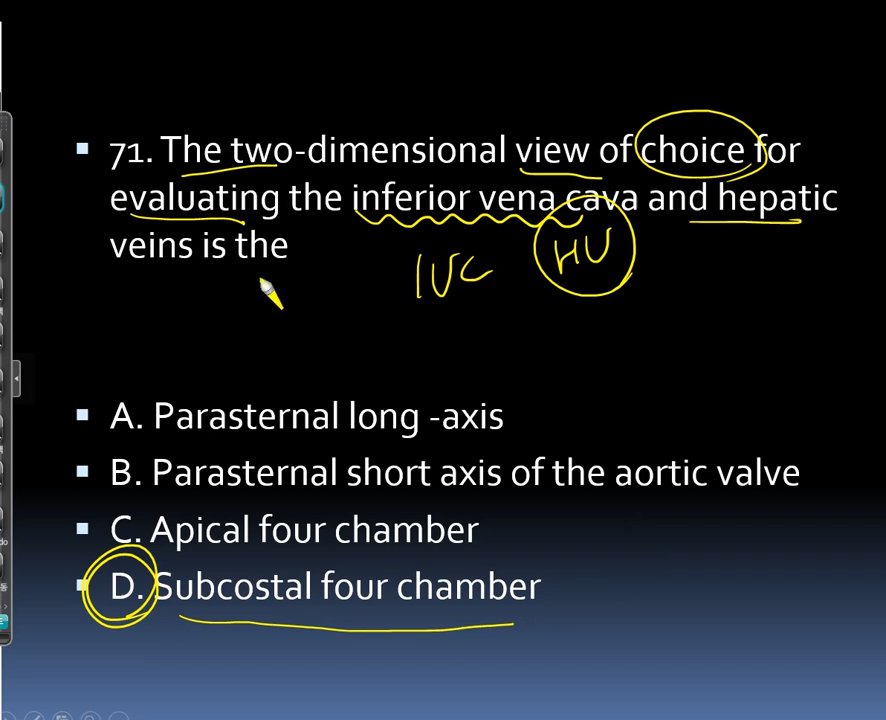 71. The two-dimensional view of choice for
evaluating the inferior vena cava and hepatic
veins is the
IVC HV
A. Parasternal long -axis
B. Parasternal short axis of the aortic valve
C. Apical four chamber
D. Subcostal four chamber